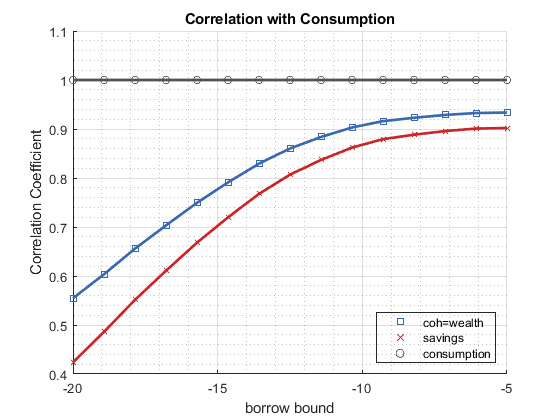 Correlation with Consumption
Correlation Coefficient
1.1
1
0.9
0.8
0.7
0.6
0.5
0.4
-20
-15
-10
-5
borrow bound
coh=wealth
savings
consumption